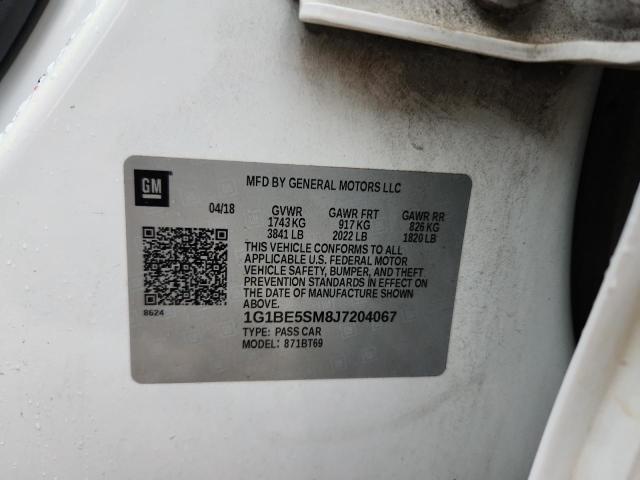 GM
MFD BY GENERAL MOTORS LLC
04/18 GVWR GAWR FRT GAWR RR
1743 KG 917 KG 826 KG
3841 LB 2022 LB 1820 LB
THIS VEHICLE CONFORMS TO ALL
APPLICABLE U.S. FEDERAL MOTOR
VEHICLE SAFETY, BUMPER, AND THEFT
PREVENTION STANDARDS IN EFFECT ON
THE DATE OF MANUFACTURE SHOWN
ABOVE.
8624
1G1BE5SM8J7204067
TYPE: PASS CAR
MODEL: 871BT69